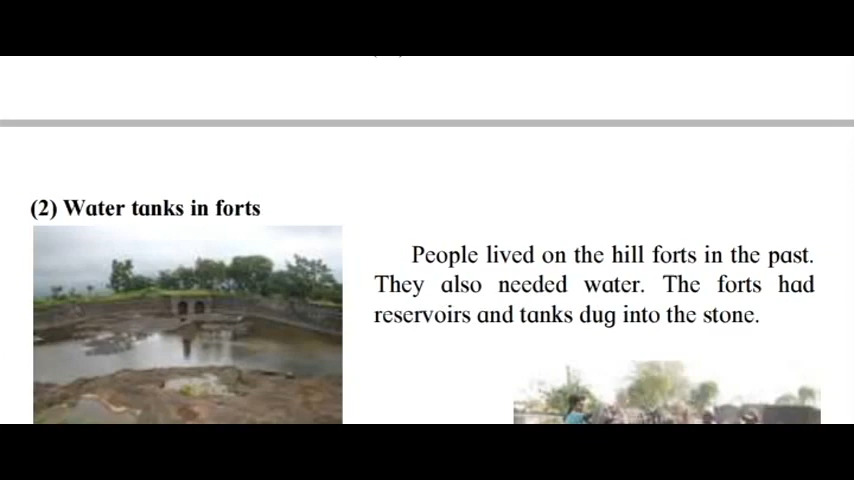 (2) Water tanks in forts
People lived on the hill forts in the past.
They also needed water. The forts had
reservoirs and tanks dug into the stone.